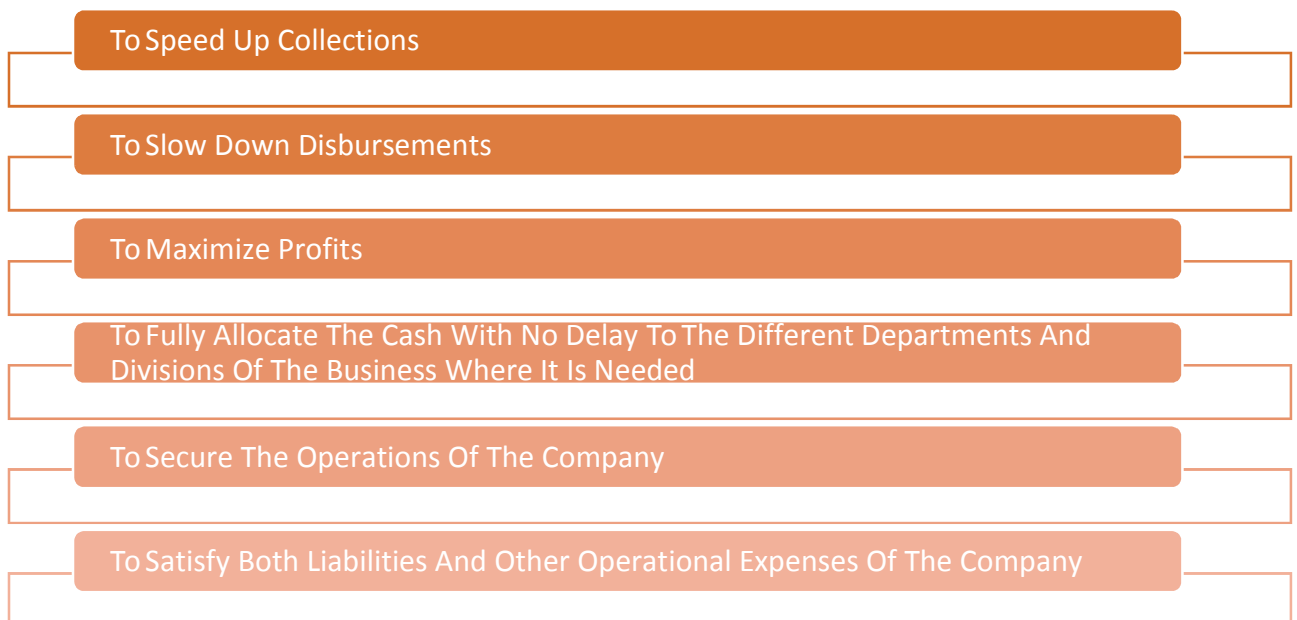 To Speed Up Collections
To Slow Down Disbursements
To Maximize Profits
To Fully Allocate The Cash With No Delay To The Different Departments And
Divisions Of The Business Where It Is Needed
To Secure The Operations Of The Company
To Satisfy Both Liabilities And Other Operational Expenses Of The Company